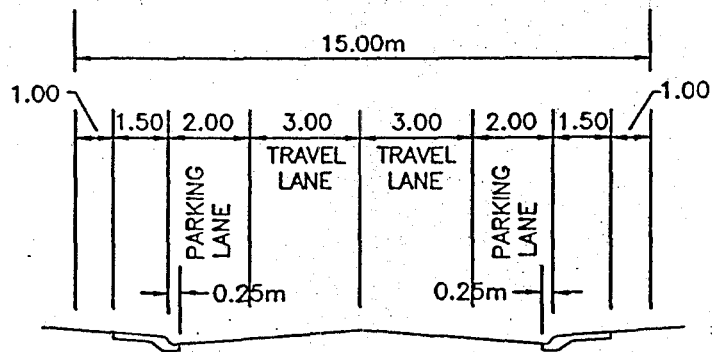 15.00m
1.00
1.00
1.50
2.00
3.00
3.00
2.00
1.50
TRAVEL
LANE
TRAVEL
LANE
PARKING
LANE
PARKING
LANE
0.25m
0.25m